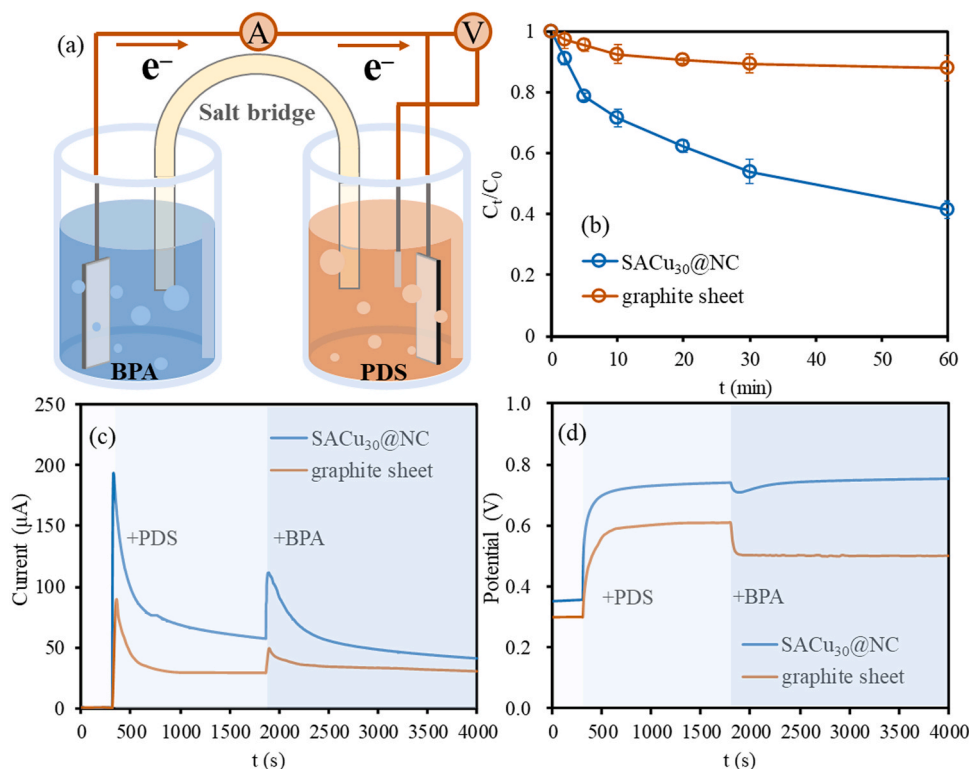 (a)
A
V
e⁻
e⁻
Salt bridge
BPA
PDS
1
0.8
0.6
0.4
0.2
0
Cₜ/C₀
(b)
SACu₃₀@NC
graphite sheet
0 10 20 30 40 50 60
t (min)
250
200
150
100
50
0
Current (μA)
(c)
SACu₃₀@NC
graphite sheet
+PDS
+BPA
0 500 1000 1500 2000 2500 3000 3500 4000
t (s)
1.0
0.8
0.6
0.4
0.2
0.0
Potential (V)
(d)
+PDS
+BPA
SACu₃₀@NC
graphite sheet
0 500 1000 1500 2000 2500 3000 3500 4000
t (s)